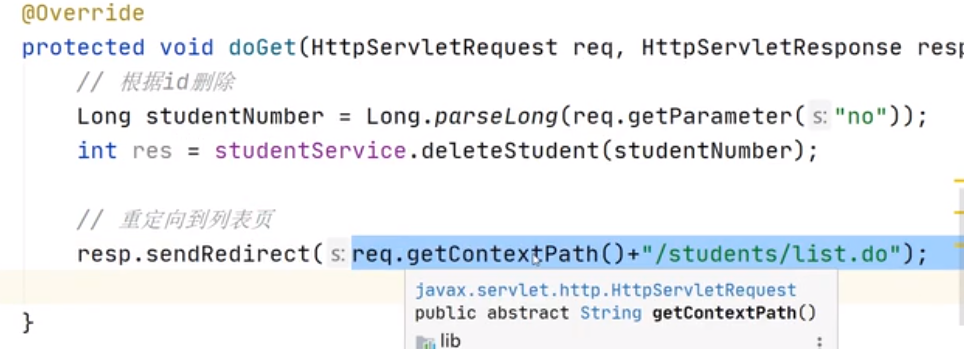 @Override
protected void doGet(HttpServletRequest req, HttpServletResponse resp
// 根据id删除
Long studentNumber = Long.parseLong(req.getParameter( s: "no"));
int res = studentService.deleteStudent(studentNumber);
// 重定向到列表页
resp.sendRedirect( s: req.getContextPath()+"/students/list.do");
javax.servlet.http.HttpServletRequest
public abstract String getContextPath()
lib
}